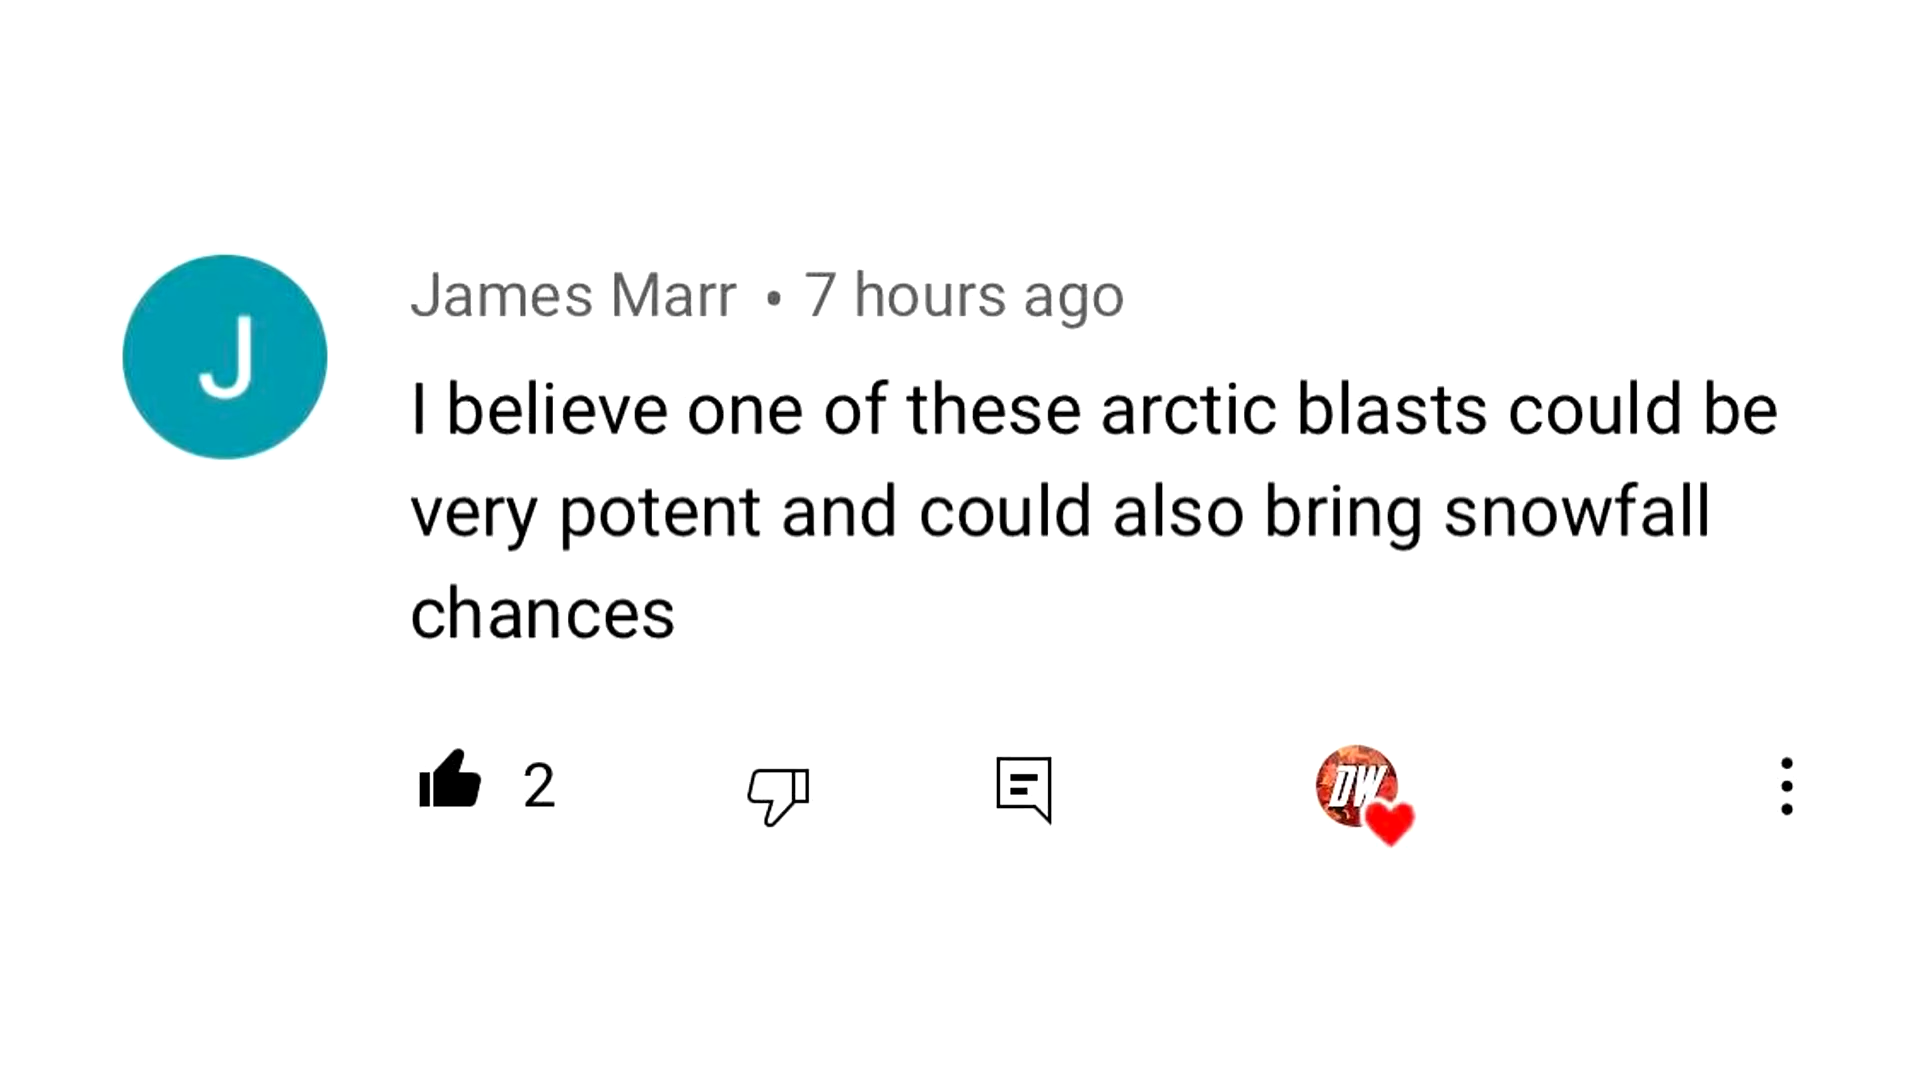 J
James Marr • 7 hours ago
I believe one of these arctic blasts could be
very potent and could also bring snowfall
chances
2
DW